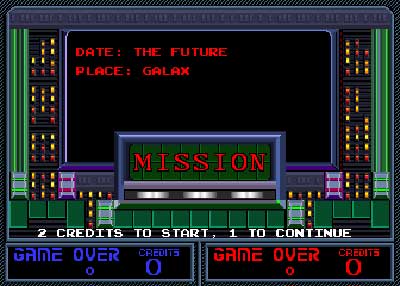 DATE: THE FUTURE
PLACE: GALAX
MISSION
2 CREDITS TO START, 1 TO CONTINUE
GAME OVER CREDITS GAME OVER CREDITS
0 0 0 0